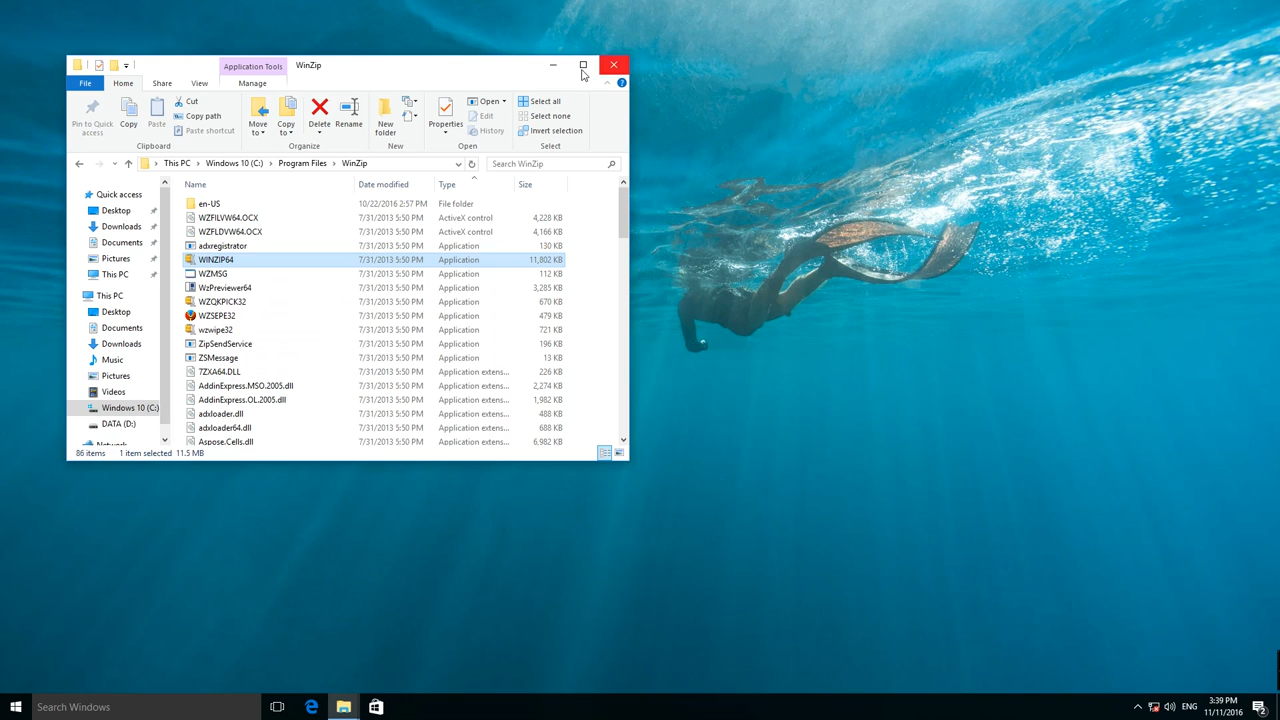 Application Tools WinZip
File Home Share View Manage
Pin to Quick access Copy Paste Cut Copy path Paste shortcut Move to Copy to Delete Rename New folder Properties Open Edit History Select all Select none Invert selection
Clipboard Organize New Open Select
This PC Windows 10 (C:) Program Files WinZip Search WinZip
Name Date modified Type Size
Quick access
Desktop
Downloads
Documents
Pictures
This PC
This PC
Desktop
Documents
Downloads
Music
Pictures
Videos
Windows 10 (C:)
DATA (D:)
Network
en-US 10/22/2016 2:57 PM File folder
WZFILVW64.OCX 7/31/2013 5:50 PM ActiveX control 4,228 KB
WZFLDVW64.OCX 7/31/2013 5:50 PM ActiveX control 4,166 KB
adxregistrator 7/31/2013 5:50 PM Application 130 KB
WINZIP64 7/31/2013 5:50 PM Application 11,802 KB
WZMSG 7/31/2013 5:50 PM Application 112 KB
WzPreviewer64 7/31/2013 5:50 PM Application 3,285 KB
WZQKPICK32 7/31/2013 5:50 PM Application 670 KB
WZSEPE32 7/31/2013 5:50 PM Application 479 KB
wzwipe32 7/31/2013 5:50 PM Application 721 KB
ZipSendService 7/31/2013 5:50 PM Application 196 KB
ZSMessage 7/31/2013 5:50 PM Application 13 KB
7ZXA64.DLL 7/31/2013 5:50 PM Application extens... 226 KB
AddinExpress.MSO.2005.dll 7/31/2013 5:50 PM Application extens... 2,274 KB
AddinExpress.OL.2005.dll 7/31/2013 5:50 PM Application extens... 1,982 KB
adxloader.dll 7/31/2013 5:50 PM Application extens... 488 KB
adxloader64.dll 7/31/2013 5:50 PM Application extens... 688 KB
Aspose.Cells.dll 7/31/2013 5:50 PM Application extens... 6,982 KB
86 items 1 item selected 11.5 MB
Search Windows
3:39 PM
11/11/2016
2